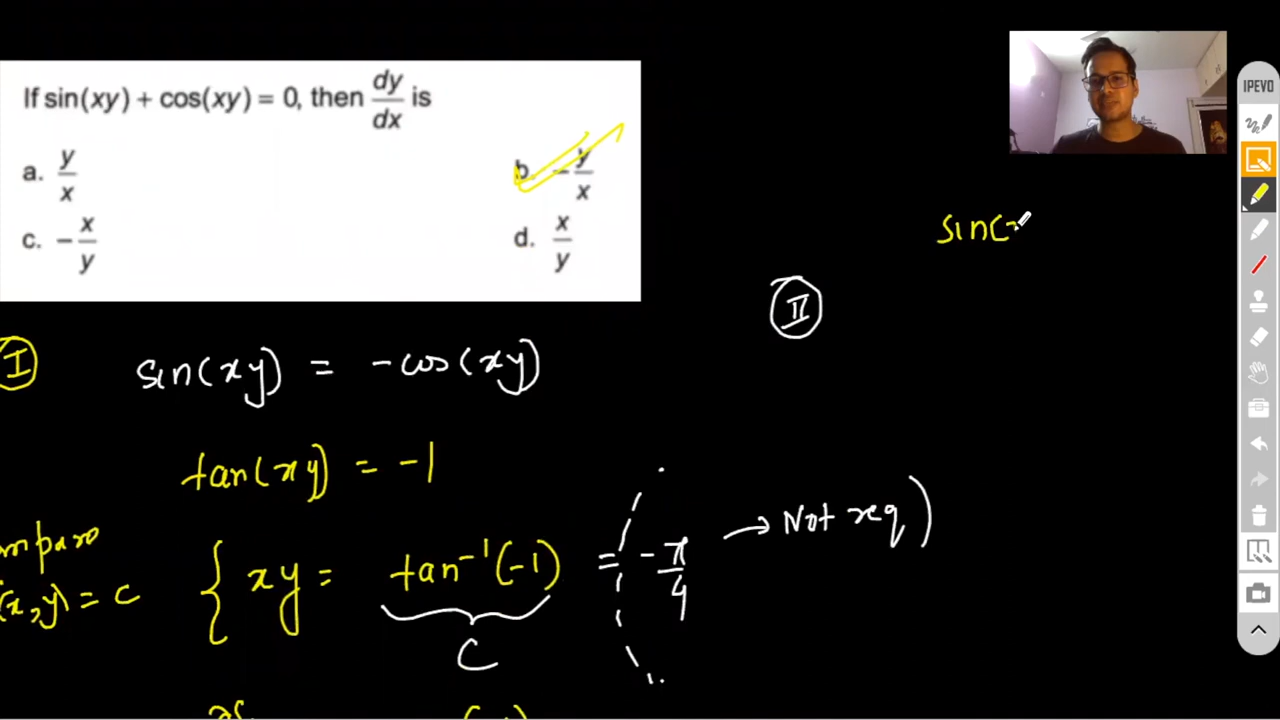 IPEVO
If sin(xy) + cos(xy) = 0, then dy/dx is
a. y/x
b. -y/x
c. -x/y
d. x/y
sin(
II
I
sin(xy) = -cos(xy)
tan(xy) = -1
{ xy = tan⁻¹(-1) = -π/4 → Not req)
(x,y) = c
C